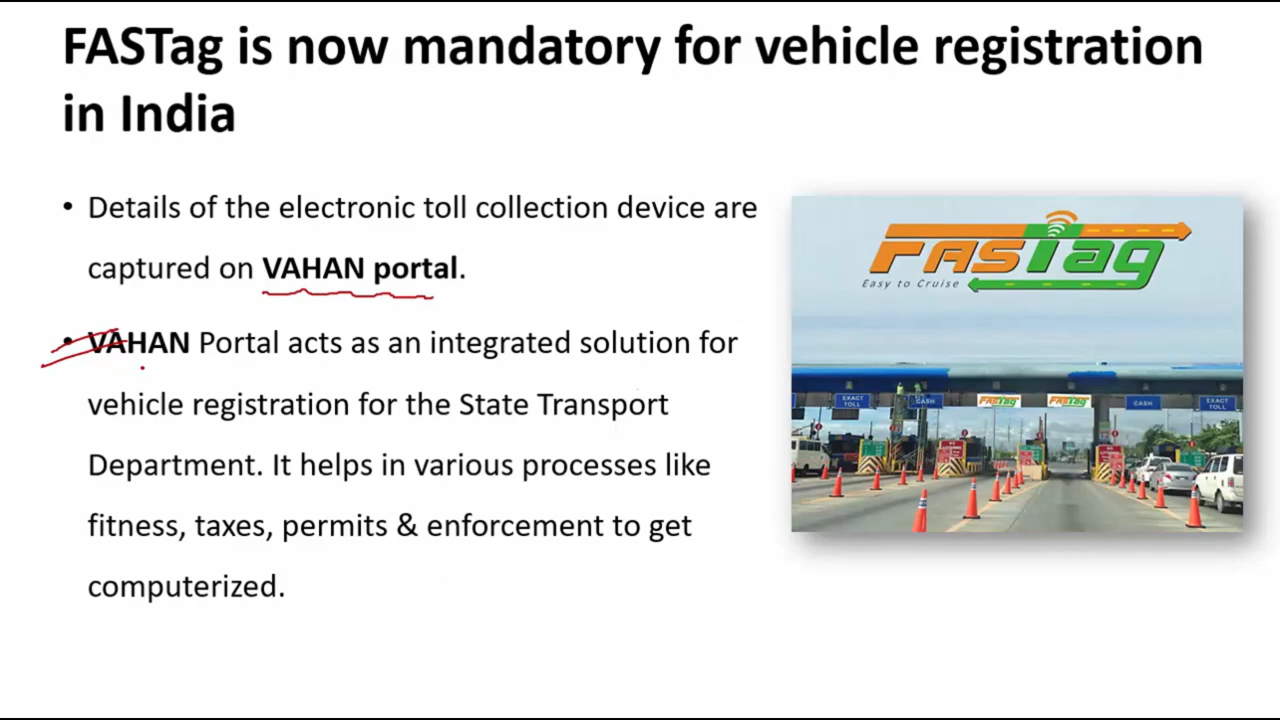 FASTag is now mandatory for vehicle registration
in India
• Details of the electronic toll collection device are
captured on VAHAN portal.
• VAHAN Portal acts as an integrated solution for
vehicle registration for the State Transport
Department. It helps in various processes like
fitness, taxes, permits & enforcement to get
computerized.
FASTag
Easy to Cruise
EXACT TOLL
CASH
FASTag
FASTag
CASH
EXACT TOLL